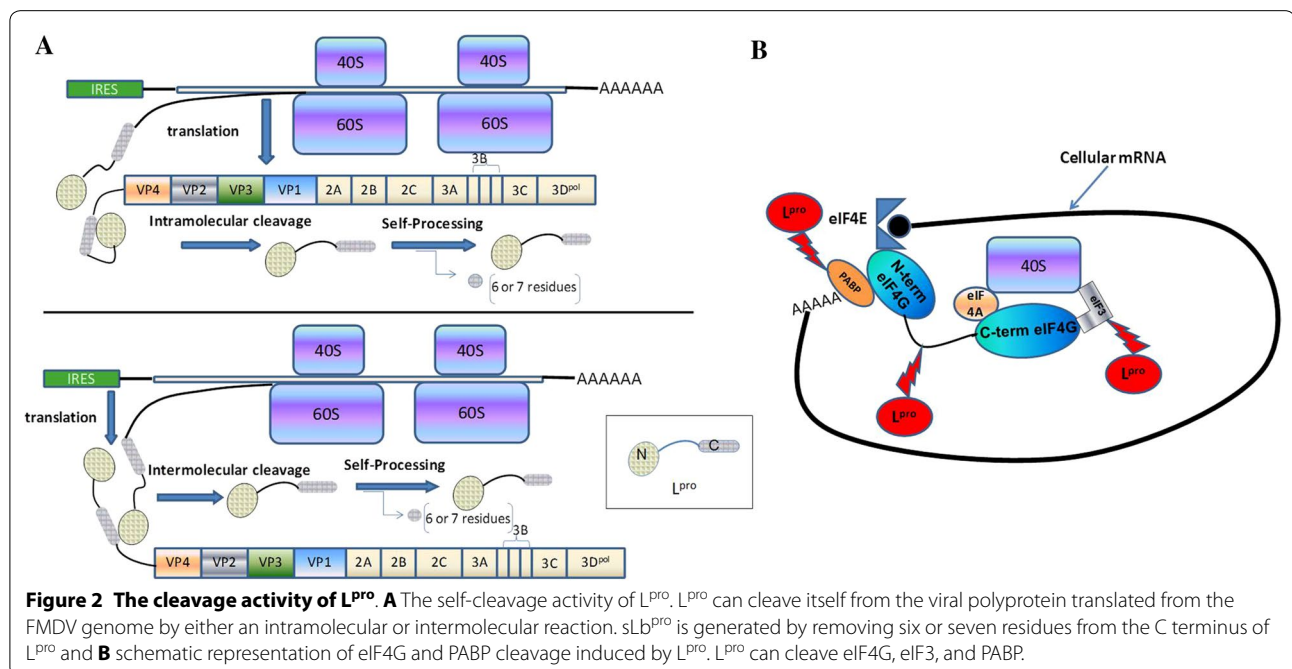 A
40S
40S
IRES
AAAAAA
translation
60S
60S
3B
VP4 VP2 VP3 VP1 2A 2B 2C 3A 3C 3Dpol
Intramolecular cleavage
Self-Processing
6 or 7 residues
40S
40S
IRES
AAAAAA
translation
60S
60S
Intermolecular cleavage
Self-Processing
6 or 7 residues
3B
VP4 VP2 VP3 VP1 2A 2B 2C 3A 3C 3Dpol
N
C
Lpro
B
Cellular mRNA
Lpro
eIF4E
PABP
N-term
eIF4G
AAAAA
40S
eIF
4A
C-term eIF4G
eIF3
Lpro
Lpro
Figure 2 The cleavage activity of Lpro. A The self-cleavage activity of Lpro. Lpro can cleave itself from the viral polyprotein translated from the
FMDV genome by either an intramolecular or intermolecular reaction. sLbpro is generated by removing six or seven residues from the C terminus of
Lpro and B schematic representation of eIF4G and PABP cleavage induced by Lpro. Lpro can cleave eIF4G, eIF3, and PABP.